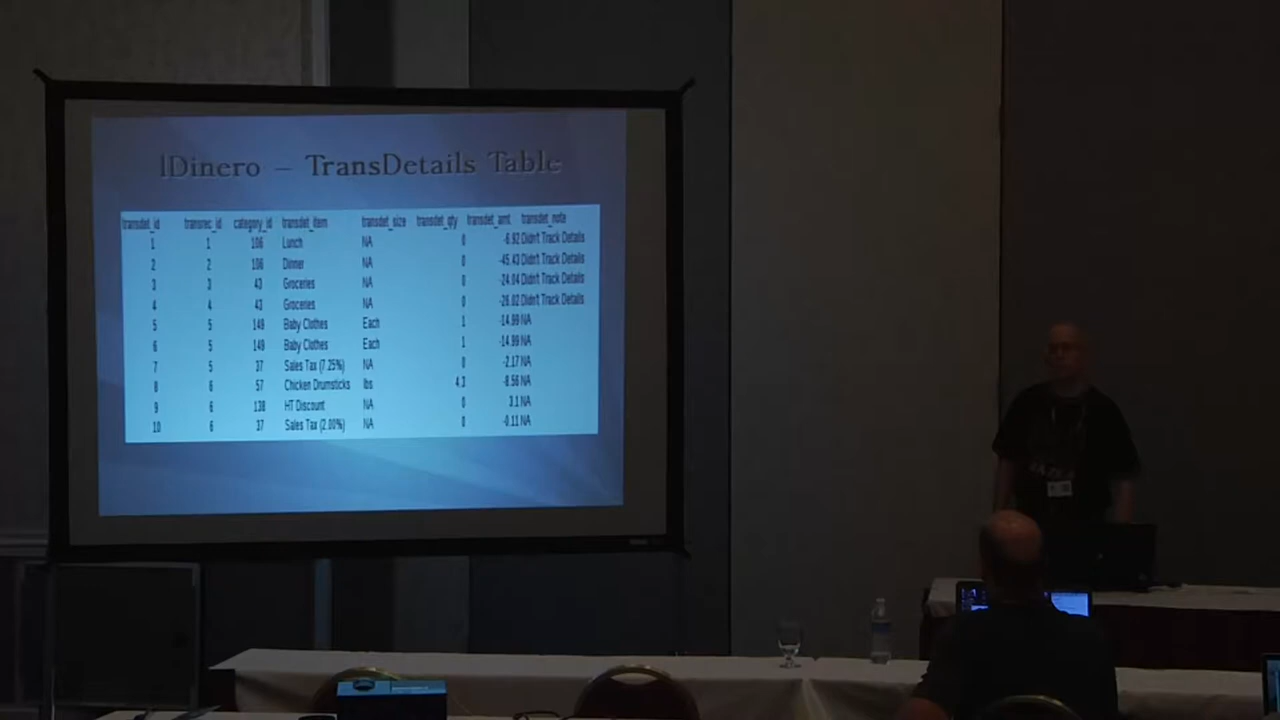 lDinero – TransDetails Table
transdet_id transrec_id category_id transdet_item transdet_size transdet_qty transdet_amt transdet_note
1 1 106 Lunch NA 0 -6.92 Didn't Track Details
2 2 106 Dinner NA 0 -45.43 Didn't Track Details
3 3 43 Groceries NA 0 -24.04 Didn't Track Details
4 4 43 Groceries NA 0 -26.02 Didn't Track Details
5 5 149 Baby Clothes Each 1 -14.99 NA
6 5 149 Baby Clothes Each 1 -14.99 NA
7 5 37 Sales Tax (7.25%) NA 0 -2.17 NA
8 6 57 Chicken Drumsticks lbs 4.3 -8.56 NA
9 6 138 HT Discount NA 0 3.1 NA
10 6 37 Sales Tax (2.00%) NA 0 -0.11 NA